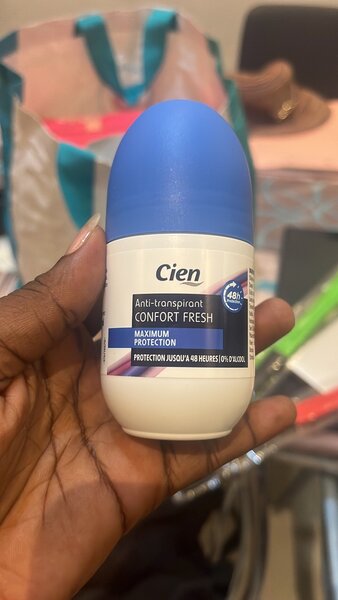 Cien
48h
Anti-transpirant
CONFORT FRESH
MAXIMUM
PROTECTION
PROTECTION JUSQU'A 48 HEURES | 0% D'ALCOOL